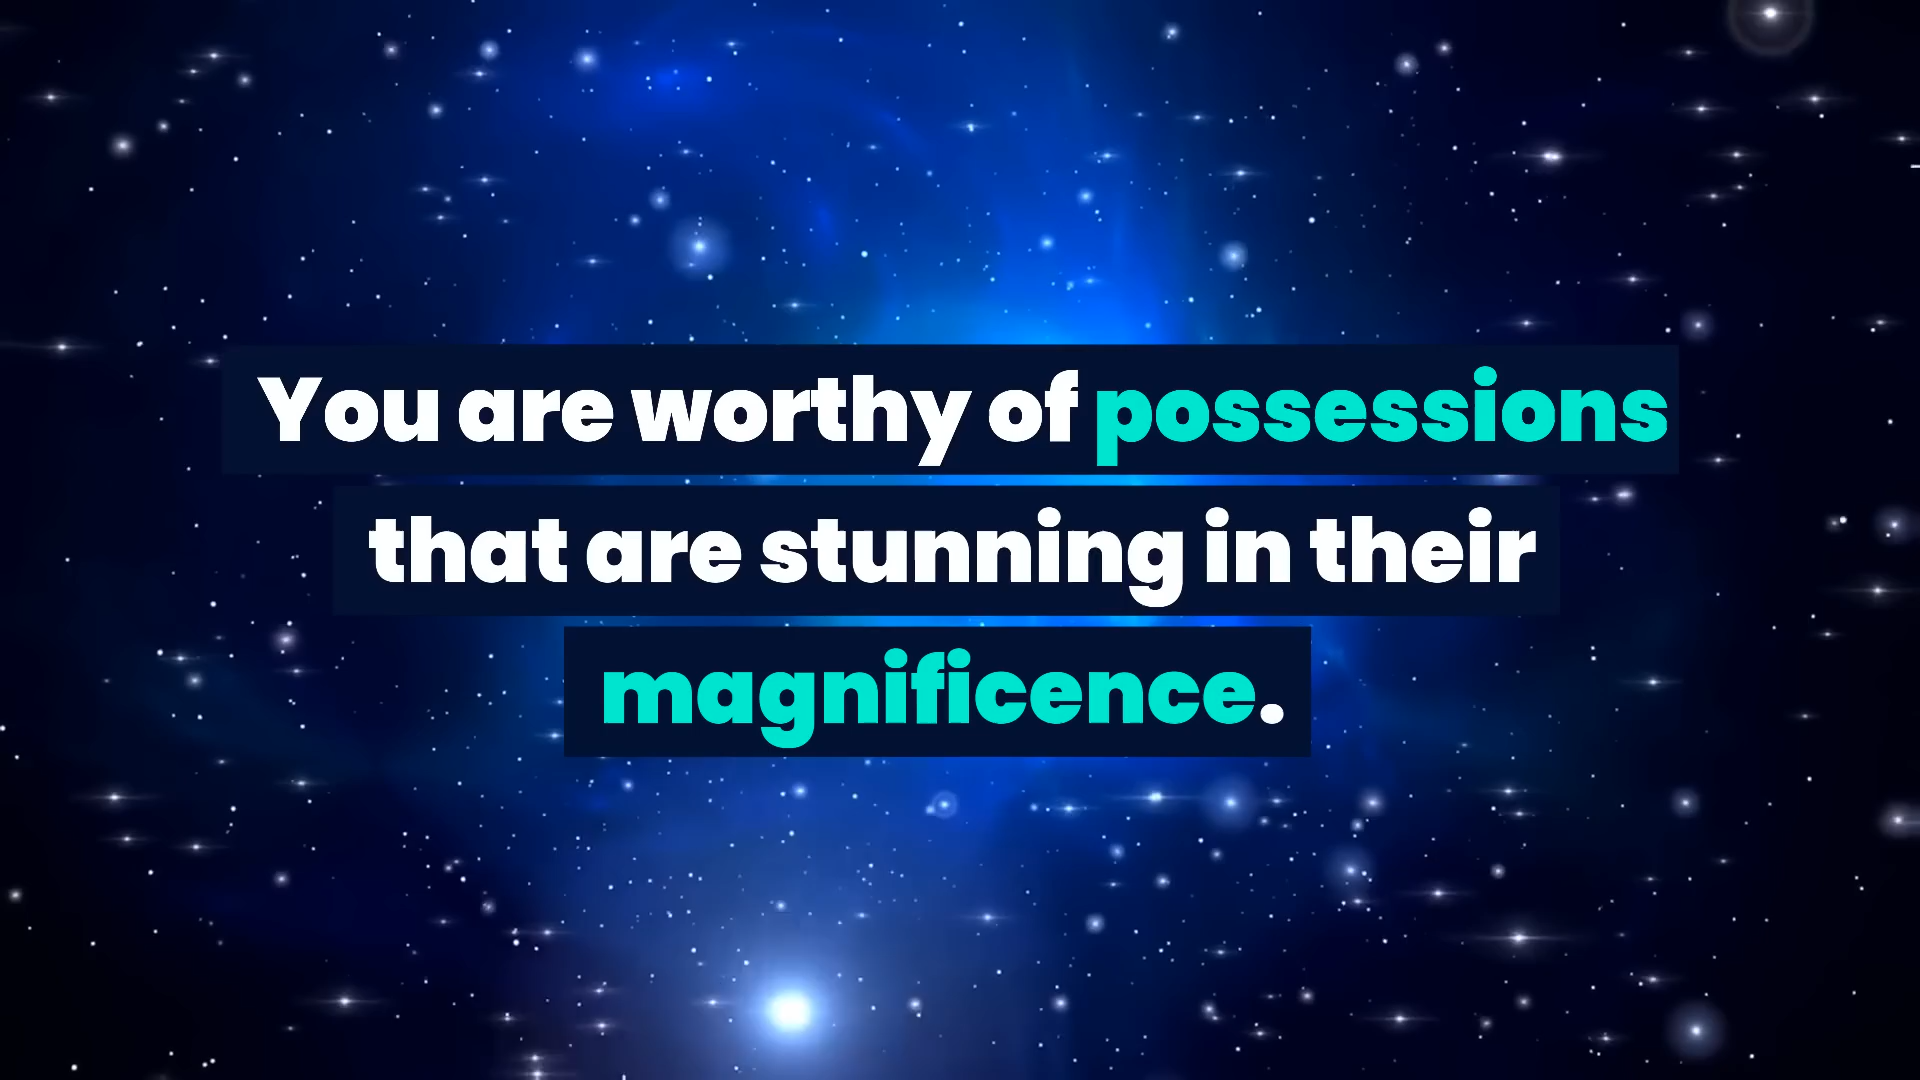 You are worthy of possessions
that are stunning in their
magnificence.